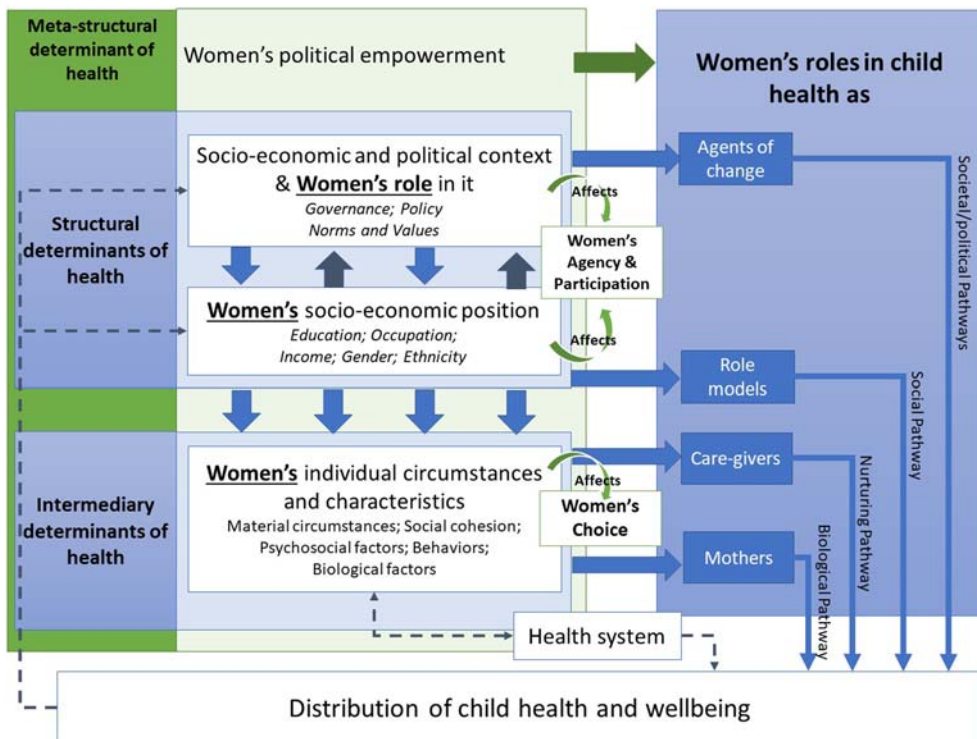 Meta-structural
determinant of
health
Women's political empowerment
Women's roles in child
health as
Structural
determinants of
health
Socio-economic and political context
& Women's role in it
Governance; Policy
Norms and Values
Affects
Women's
Agency &
Participation
Affects
Women's socio-economic position
Education; Occupation;
Income; Gender; Ethnicity
Agents of
change
Societal/political Pathways
Role
models
Social Pathway
Intermediary
determinants of
health
Women's individual circumstances
and characteristics
Material circumstances; Social cohesion;
Psychosocial factors; Behaviors;
Biological factors
Affects
Women's
Choice
Care-givers
Nurturing Pathway
Mothers
Biological Pathway
Health system
Distribution of child health and wellbeing